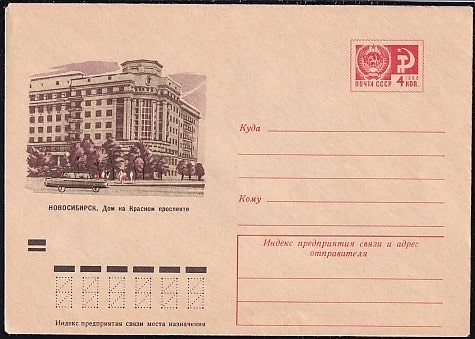 1962
ПОЧТА СССР 4 КОП.
Куда
НОВОСИБИРСК, Дом на Красном проспекте
Кому
Индекс предприятия связи и адрес
отправителя
Индекс предприятия связи места назначения